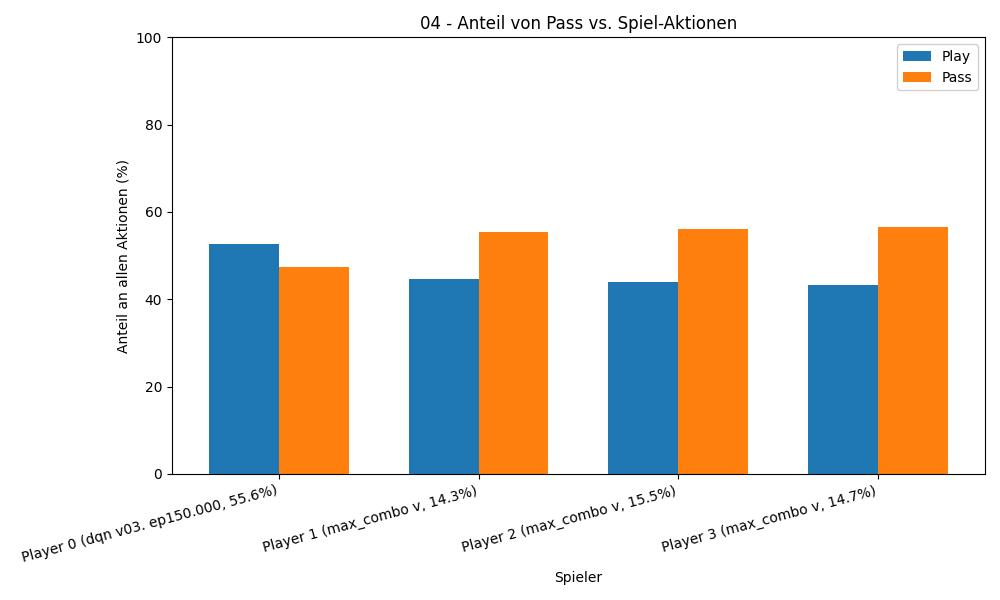 04 - Anteil von Pass vs. Spiel-Aktionen
Play
Pass
Anteil an allen Aktionen (%)
100
80
60
40
20
0
Player 0 (dqn v03. ep150.000, 55.6%)
Player 1 (max_combo v, 14.3%)
Player 2 (max_combo v, 15.5%)
Player 3 (max_combo v, 14.7%)
Spieler